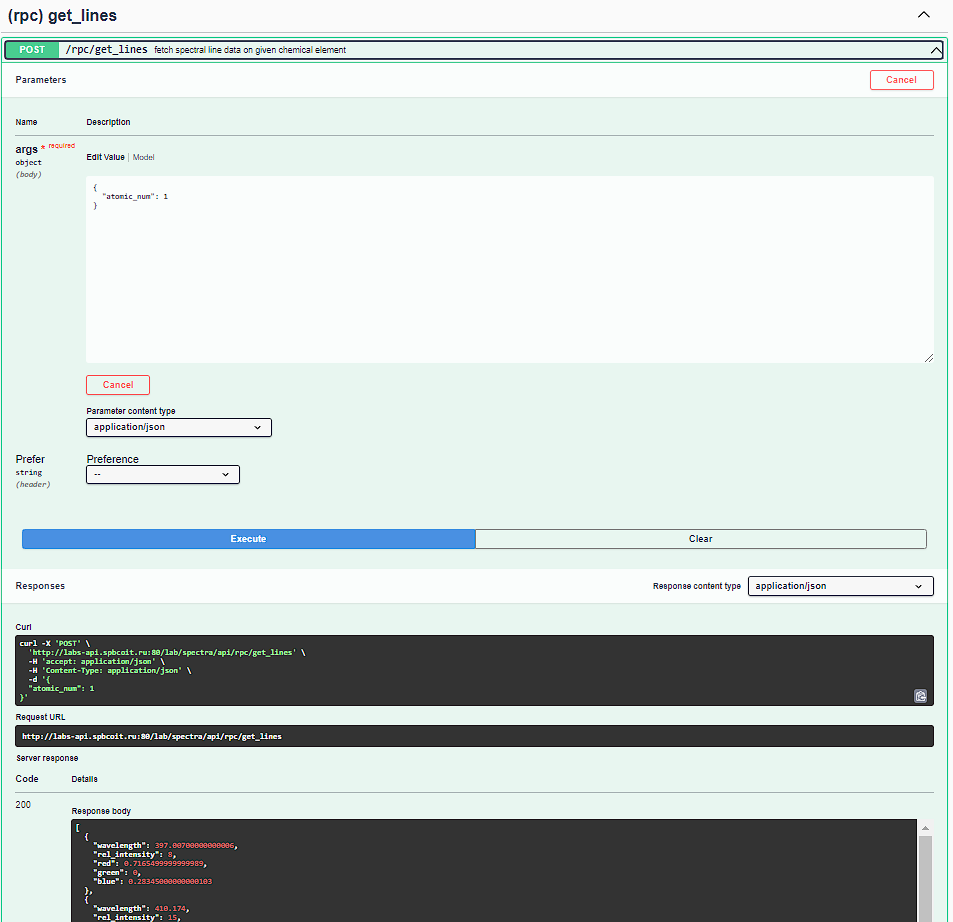 (rpc) get_lines
POST /rpc/get_lines fetch spectral line data on given chemical element
Parameters
Cancel
Name Description
args * required
object
(body)
Edit Value | Model
{
"atomic_num": 1
}
Cancel
Parameter content type
application/json
Prefer
string
(header)
Preference
--
Execute Clear
Responses Response content type application/json
Curl
curl -X 'POST' \
'http://labs-api.spbcoit.ru:80/lab/spectra/api/rpc/get_lines' \
-H 'accept: application/json' \
-H 'Content-Type: application/json' \
-d '{
"atomic_num": 1
}'
Request URL
http://labs-api.spbcoit.ru:80/lab/spectra/api/rpc/get_lines
Server response
Code Details
200
Response body
[
{
"wavelength": 397.00700000000006,
"rel_intensity": 8,
"red": 0.7165499999999989,
"green": 0,
"blue": 0.28345000000000103
},
{
"wavelength": 410.174,
"rel_intensity": 15,